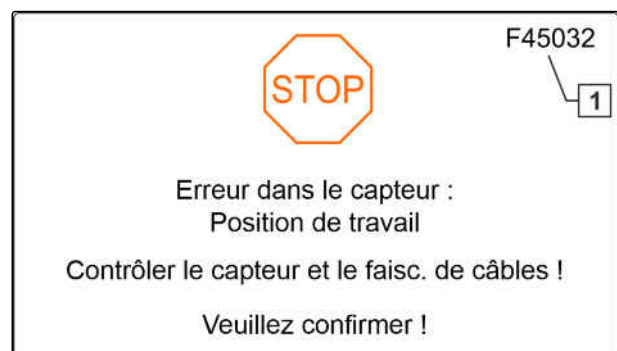 F45032
STOP
1
Erreur dans le capteur :
Position de travail
Contrôler le capteur et le faisc. de câbles !
Veuillez confirmer !